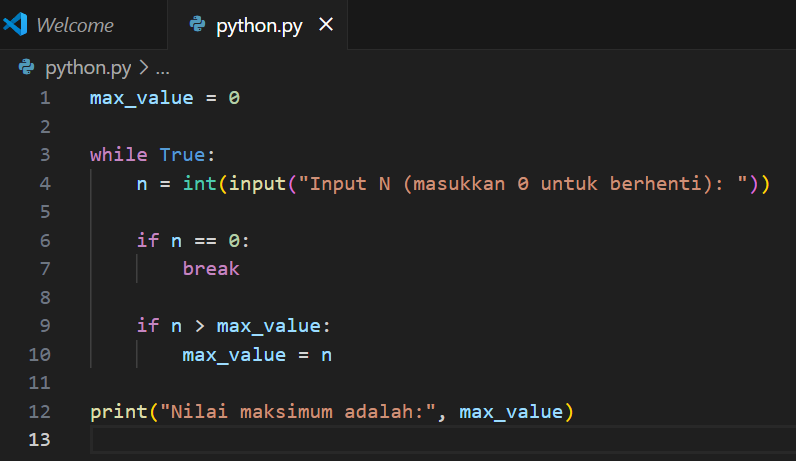 Welcome
python.py
python.py > ...
1 max_value = 0
2
3 while True:
4     n = int(input("Input N (masukkan 0 untuk berhenti): "))
5
6     if n == 0:
7         break
8
9     if n > max_value:
10         max_value = n
11
12 print("Nilai maksimum adalah:", max_value)
13